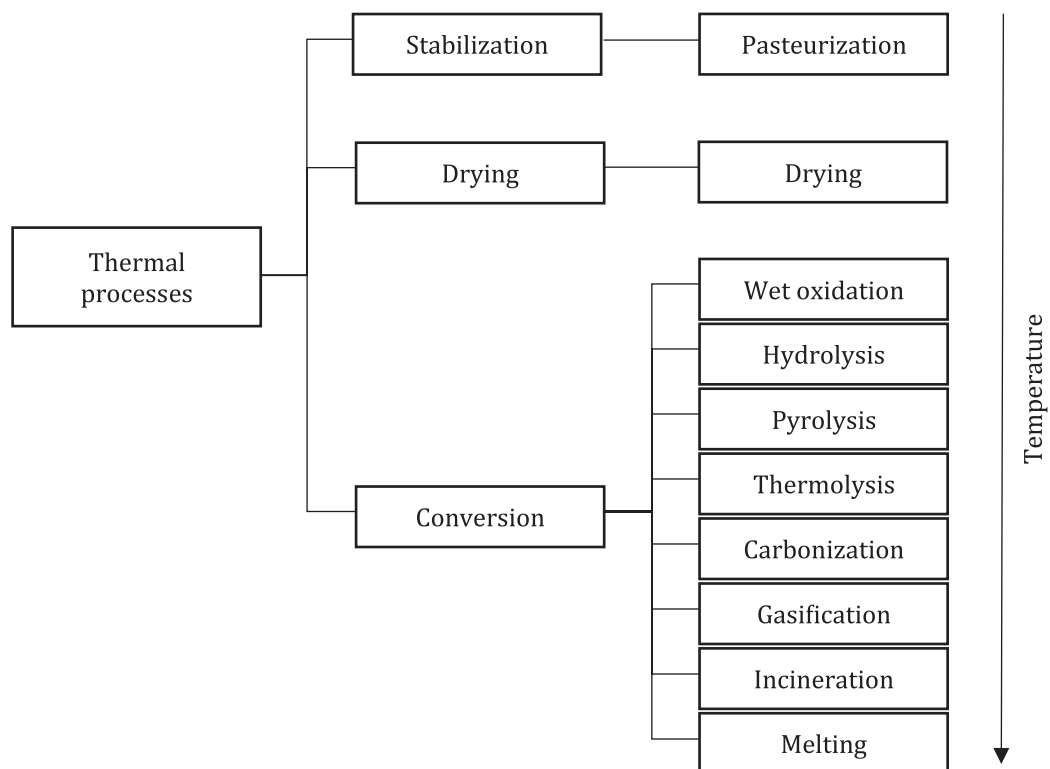 Stabilization
Pasteurization
Drying
Drying
Thermal
processes
Wet oxidation
Hydrolysis
Pyrolysis
Thermolysis
Conversion
Carbonization
Gasification
Incineration
Melting
Temperature